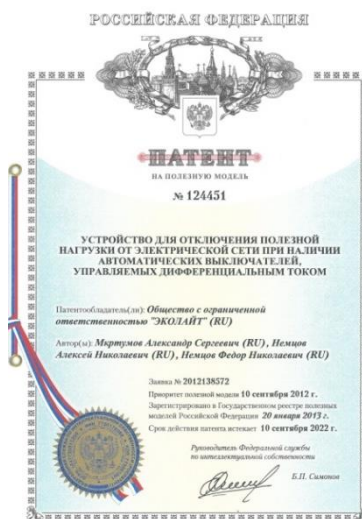 РОССИЙСКАЯ ФЕДЕРАЦИЯ
ПАТЕНТ
НА ПОЛЕЗНУЮ МОДЕЛЬ
№ 124451
УСТРОЙСТВО ДЛЯ ОТКЛЮЧЕНИЯ ПОЛЕЗНОЙ
НАГРУЗКИ ОТ ЭЛЕКТРИЧЕСКОЙ СЕТИ ПРИ НАЛИЧИИ
АВТОМАТИЧЕСКИХ ВЫКЛЮЧАТЕЛЕЙ,
УПРАВЛЯЕМЫХ ДИФФЕРЕНЦИАЛЬНЫМ ТОКОМ
Патентообладатель(ли): Общество с ограниченной
ответственностью "ЭКОЛАЙТ" (RU)
Автор(ы): Мкртумов Александр Сергеевич (RU), Немцов
Алексей Николаевич (RU), Немцов Федор Николаевич (RU)
Заявка № 2012138572
Приоритет полезной модели 10 сентября 2012 г.
Зарегистрировано в Государственном реестре полезных
моделей Российской Федерации 20 января 2013 г.
Срок действия патента истекает 10 сентября 2022 г.
Руководитель Федеральной службы
по интеллектуальной собственности
Б.П. Симонов